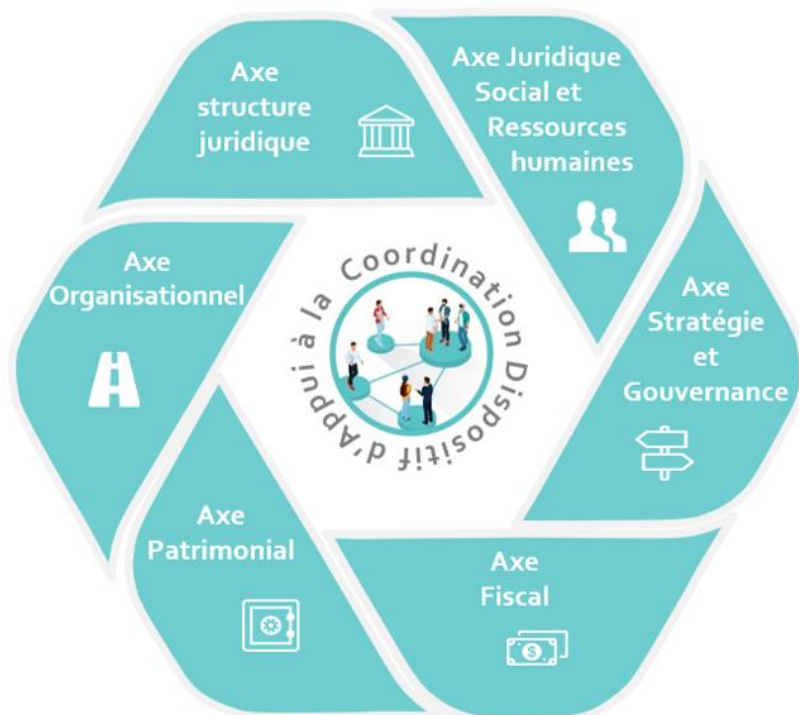 Axe
structure
juridique
Axe Juridique
Social et
Ressources
humaines
Axe
Stratégie
et
Gouvernance
Axe
Fiscal
Axe
Patrimonial
Axe
Organisationnel
Dispositif d'Appui à la Coordination